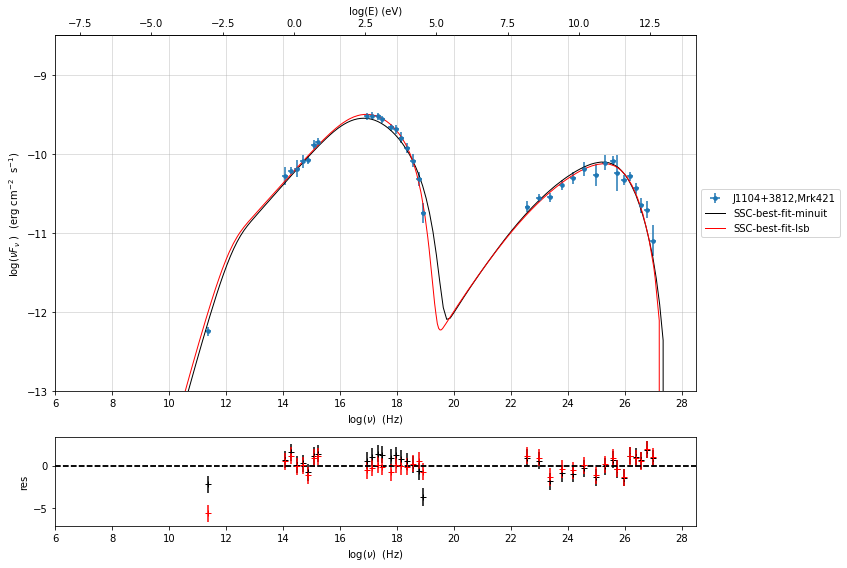 log(E) (eV)
−7.5 −5.0 −2.5 0.0 2.5 5.0 7.5 10.0 12.5
−9
−10
−11
−12
−13
log(νFν ) (erg cm−2 s−1)
6 8 10 12 14 16 18 20 22 24 26 28
log(ν) (Hz)
J1104+3812,Mrk421
SSC-best-fit-minuit
SSC-best-fit-lsb
0
−5
res
6 8 10 12 14 16 18 20 22 24 26 28
log(ν) (Hz)